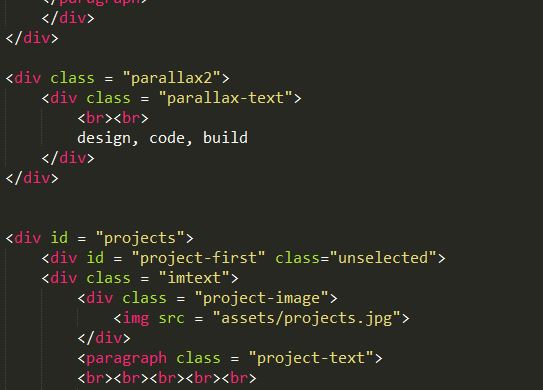 </paragraph>
</div>
</div>
<div class = "parallax2">
<div class = "parallax-text">
<br><br>
design, code, build
</div>
</div>
<div id = "projects">
<div id = "project-first" class="unselected">
<div class = "imtext">
<div class = "project-image">
<img src = "assets/projects.jpg">
</div>
<paragraph class = "project-text">
<br><br><br><br><br>